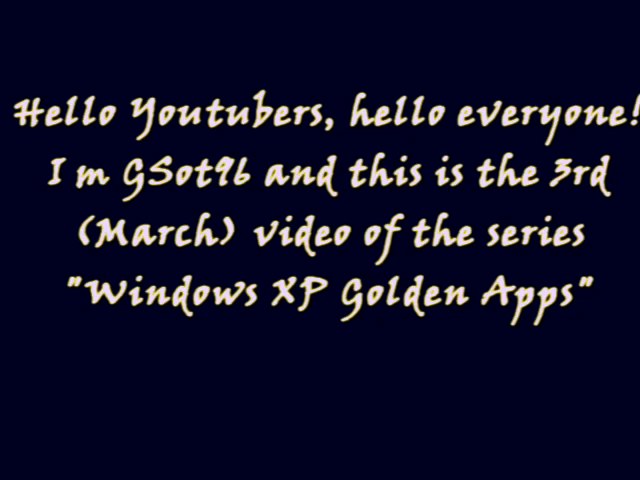 Hello Youtubers, hello everyone!
I m GSot96 and this is the 3rd
(March) video of the series
"Windows XP Golden Apps"